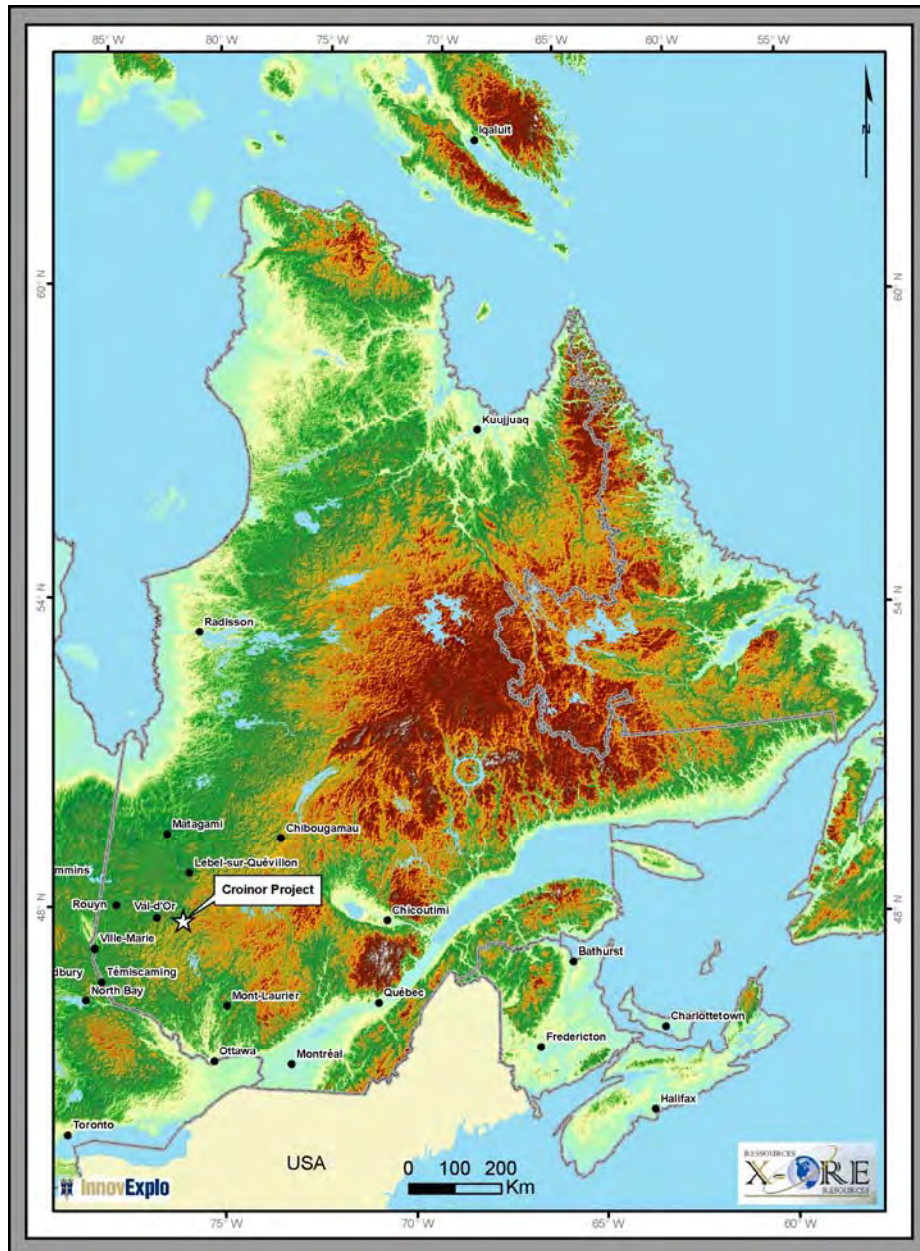 85° W
80° W
75° W
70° W
65° W
60° W
55° W
Iqaluit
N
60° N
60° N
Kuujjuaq
54° N
54° N
Radisson
Matagami
Chibougamau
Lebel-sur-Quévillon
mmins
Croinor Project
Rouyn
Val-d'Or
48° N
48° N
Chicoutimi
Ville-Marie
Bathurst
dbury
Témiscaming
North Bay
Mont-Laurier
Québec
Charlottetown
Fredericton
Ottawa
Montréal
Halifax
Toronto
USA
0 100 200
Km
InnovExplo
RESSOURCES
X-ORE
RESOURCES
75° W
70° W
65° W
60° W